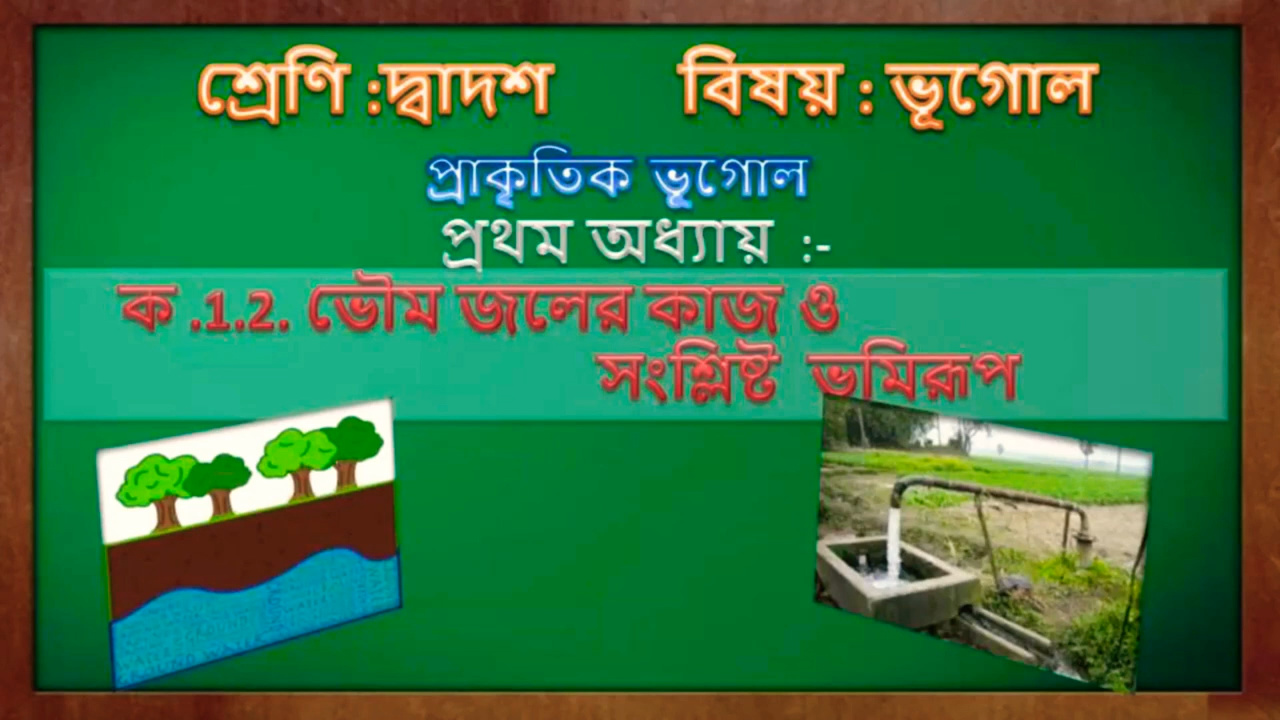 শ্রেণি :দ্বাদশ বিষয় : ভূগোল
প্রাকৃতিক ভূগোল
প্রথম অধ্যায় :-
ক .1.2. ভৌম জলের কাজ ও
সংশ্লিষ্ট ভমিরূপ